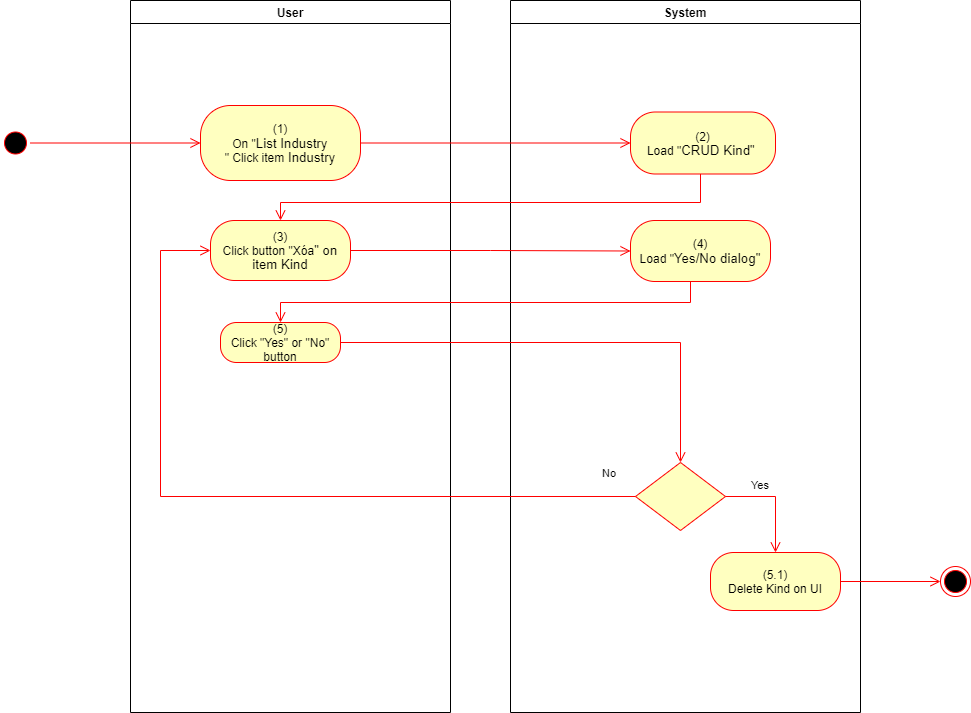 User
System
(1)
On "List Industry
" Click item Industry
(2)
Load “CRUD Kind”
(3)
Click button "Xóa” on
item Kind
(4)
Load "Yes/No dialog"
(5)
Click "Yes" or "No"
button
No
Yes
(5.1)
Delete Kind on UI